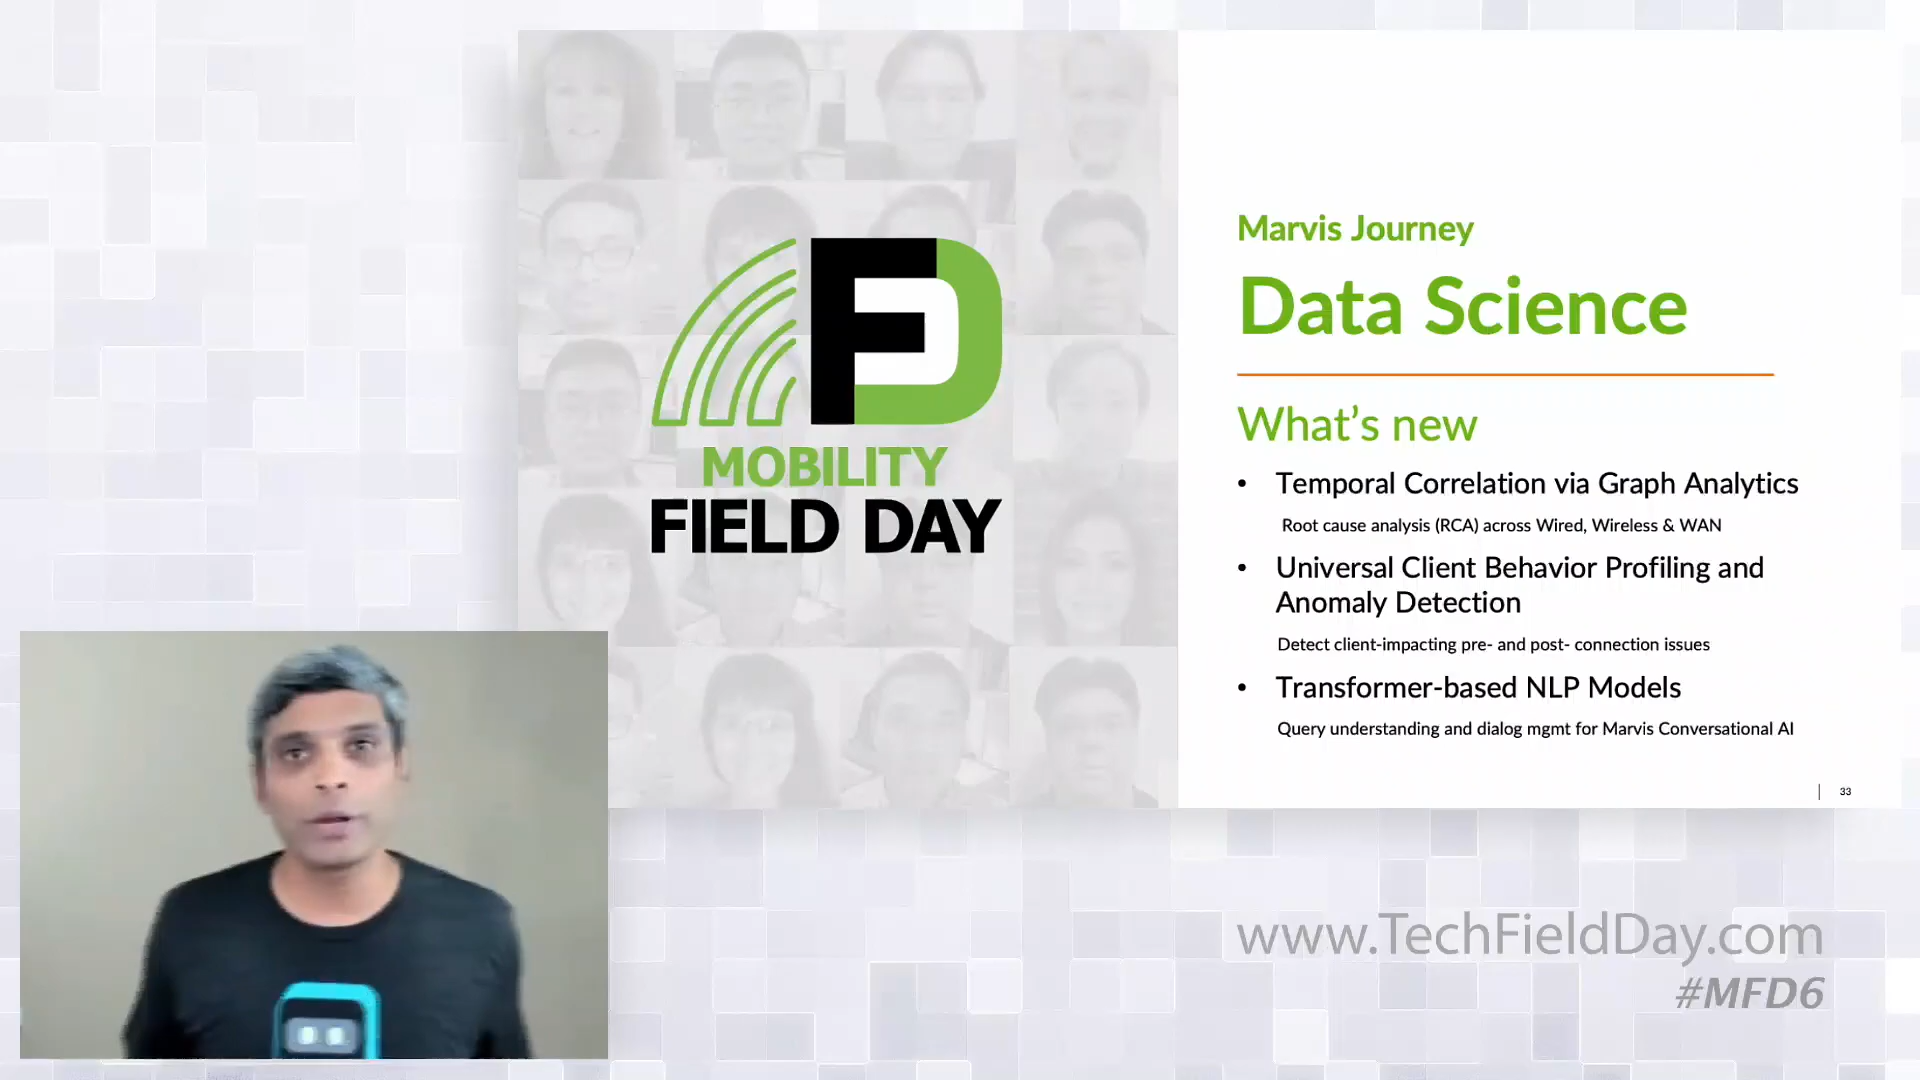 FD
MOBILITY
FIELD DAY
Marvis Journey
Data Science
What's new
• Temporal Correlation via Graph Analytics
Root cause analysis (RCA) across Wired, Wireless & WAN
• Universal Client Behavior Profiling and
Anomaly Detection
Detect client-impacting pre- and post- connection issues
• Transformer-based NLP Models
Query understanding and dialog mgmt for Marvis Conversational AI
33
www.TechFieldDay.com
#MFD6